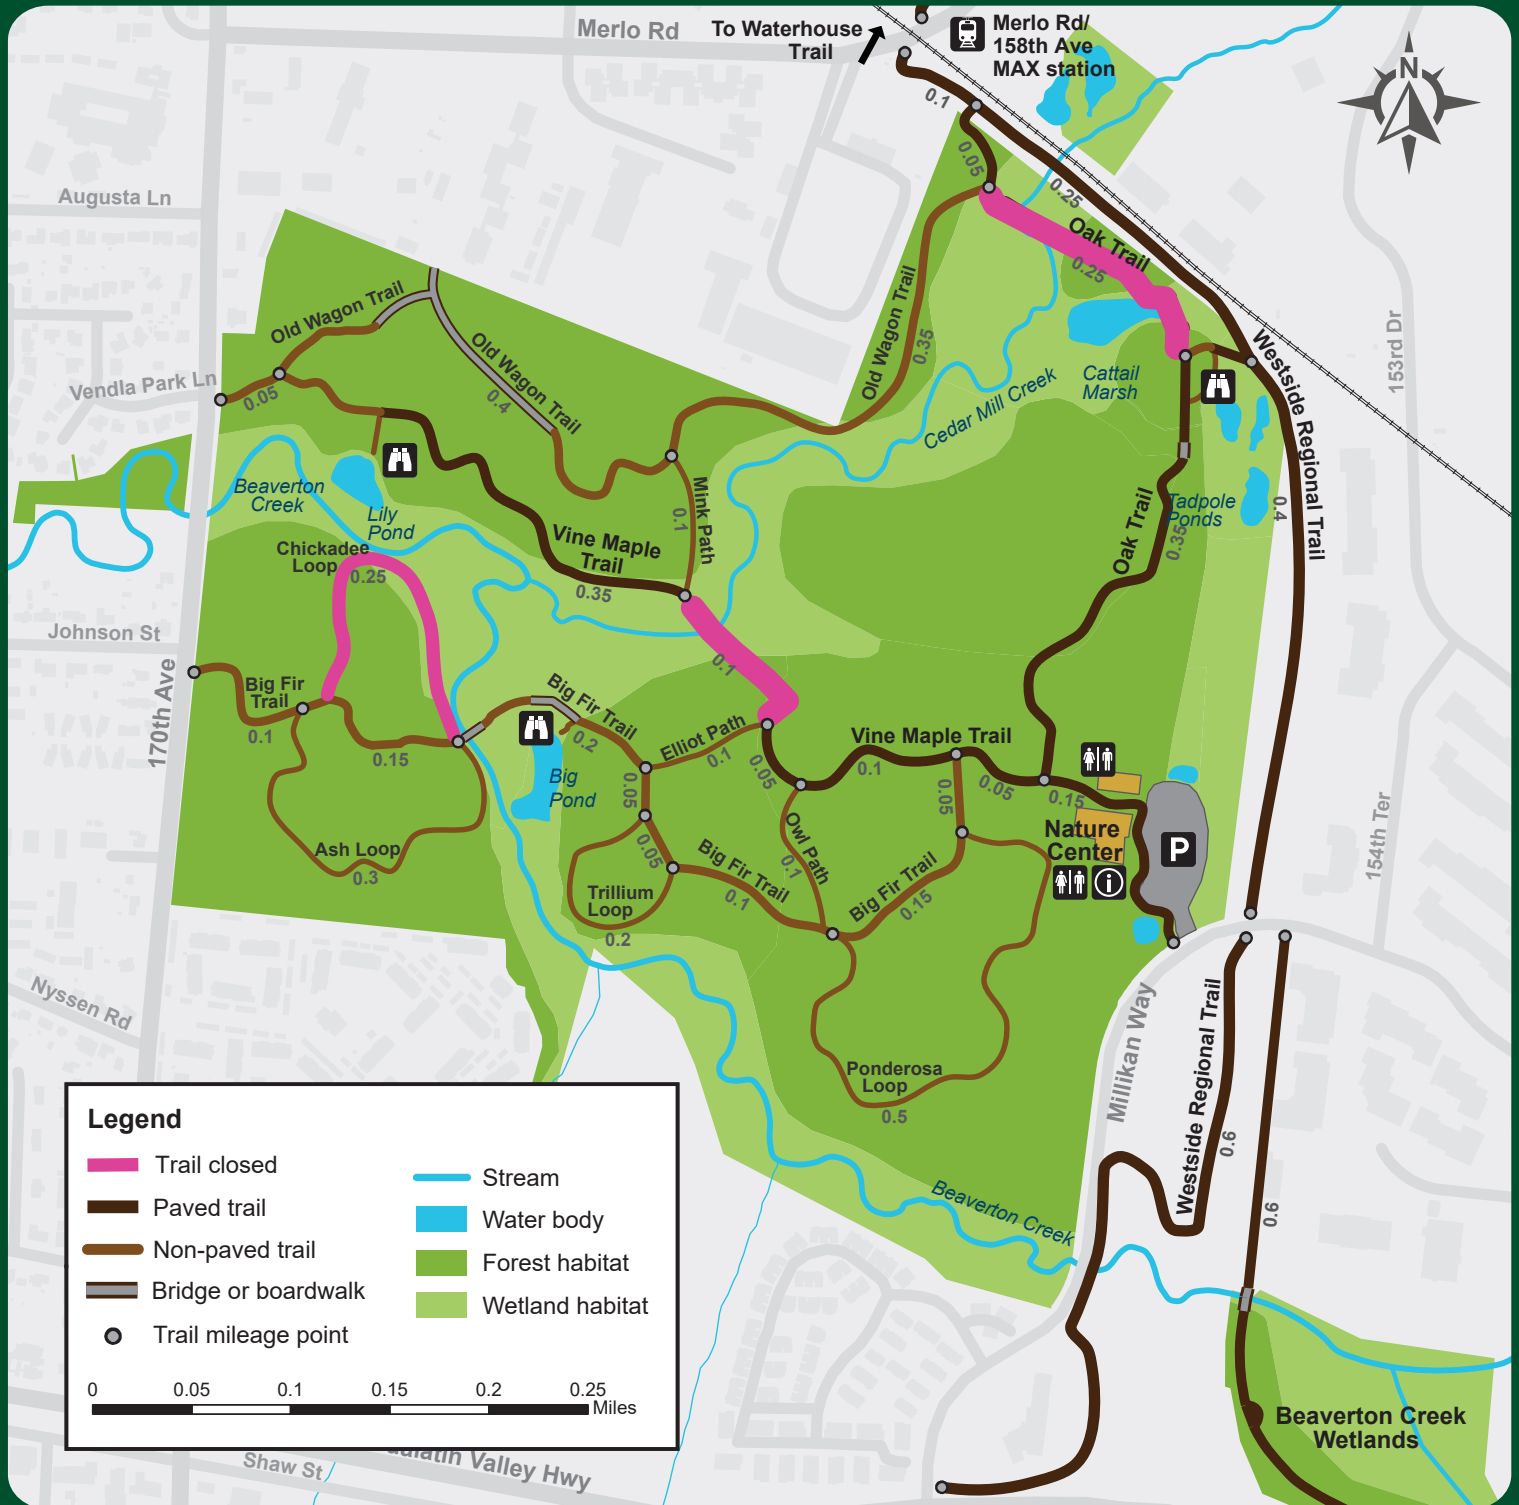 Merlo Rd
To Waterhouse
Trail
Merlo Rd/
158th Ave
MAX station
N
0.1
0.05
0.25
Augusta Ln
Oak Trail
0.25
Old Wagon Trail
Old Wagon Trail
0.4
Old Wagon Trail
0.35
Vendla Park Ln
0.05
Cedar Mill Creek
Cattail
Marsh
Westside Regional Trail
0.4
153rd Dr
Beaverton
Creek
Lily
Pond
Mink Path
0.1
Oak Trail
0.35
Tadpole
Ponds
Chickadee
Loop
0.25
Vine Maple
Trail
0.35
Johnson St
170th Ave
0.1
Big Fir
Trail
0.1
0.15
Big Fir Trail
0.2
Elliot Path
0.1
Vine Maple Trail
0.05
0.1
0.05
0.15
Big
Pond
0.05
0.05
Nature
Center
P
i
Ash Loop
0.3
0.05
Big Fir Trail
0.1
Owl Path
0.1
Big Fir Trail
0.15
Trillium
Loop
0.2
154th Ter
Nyssen Rd
Ponderosa
Loop
0.5
Millikan Way
Westside Regional Trail
0.6
0.6
Beaverton Creek
Legend
Trail closed
Paved trail
Non-paved trail
Bridge or boardwalk
Trail mileage point
Stream
Water body
Forest habitat
Wetland habitat
0 0.05 0.1 0.15 0.2 0.25
Miles
Beaverton Creek
Wetlands
Shaw St
alatin Valley Hwy